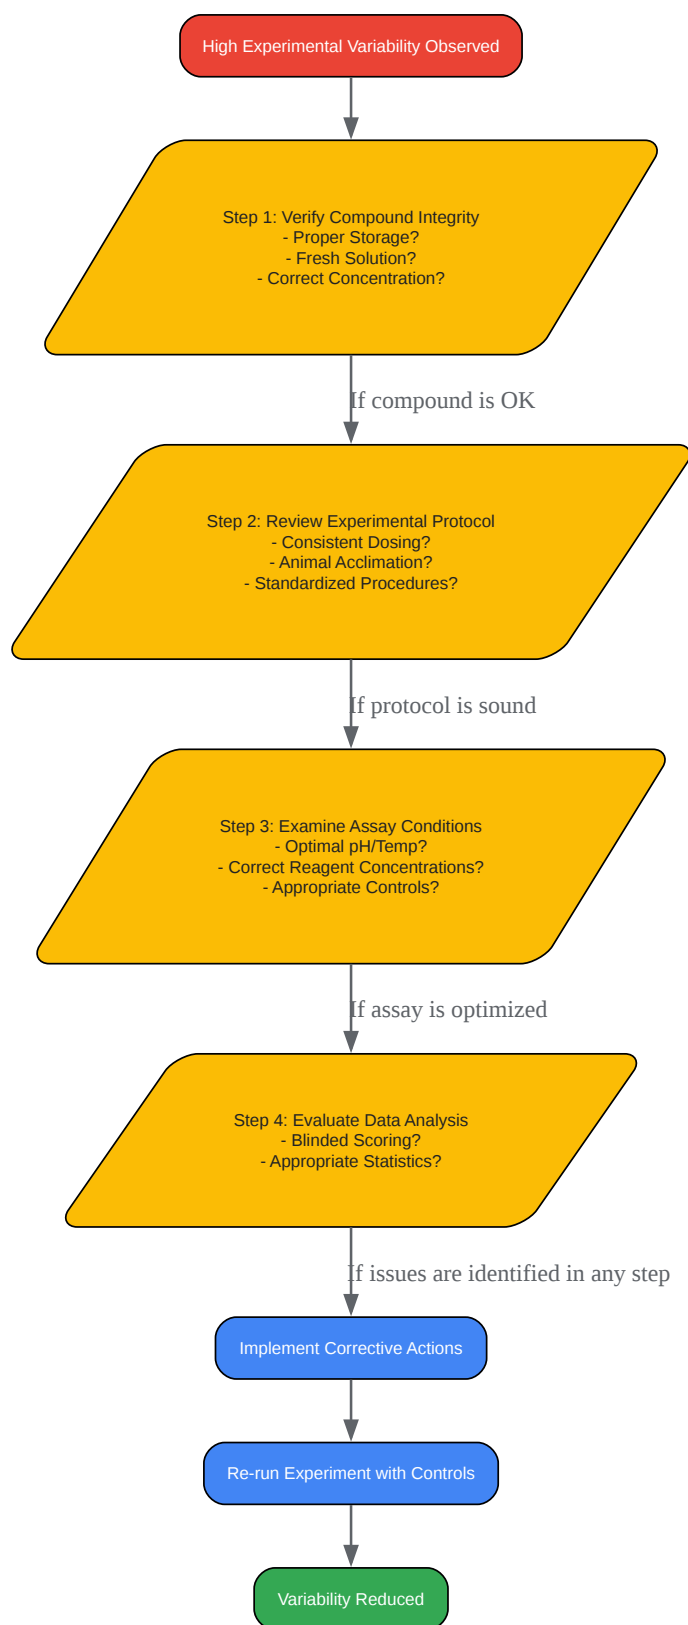 High Experimental Variability Observed
Step 1: Verify Compound Integrity
- Proper Storage?
- Fresh Solution?
- Correct Concentration?
If compound is OK
Step 2: Review Experimental Protocol
- Consistent Dosing?
- Animal Acclimation?
- Standardized Procedures?
If protocol is sound
Step 3: Examine Assay Conditions
- Optimal pH/Temp?
- Correct Reagent Concentrations?
- Appropriate Controls?
If assay is optimized
Step 4: Evaluate Data Analysis
- Blinded Scoring?
- Appropriate Statistics?
If issues are identified in any step
Implement Corrective Actions
Re-run Experiment with Controls
Variability Reduced